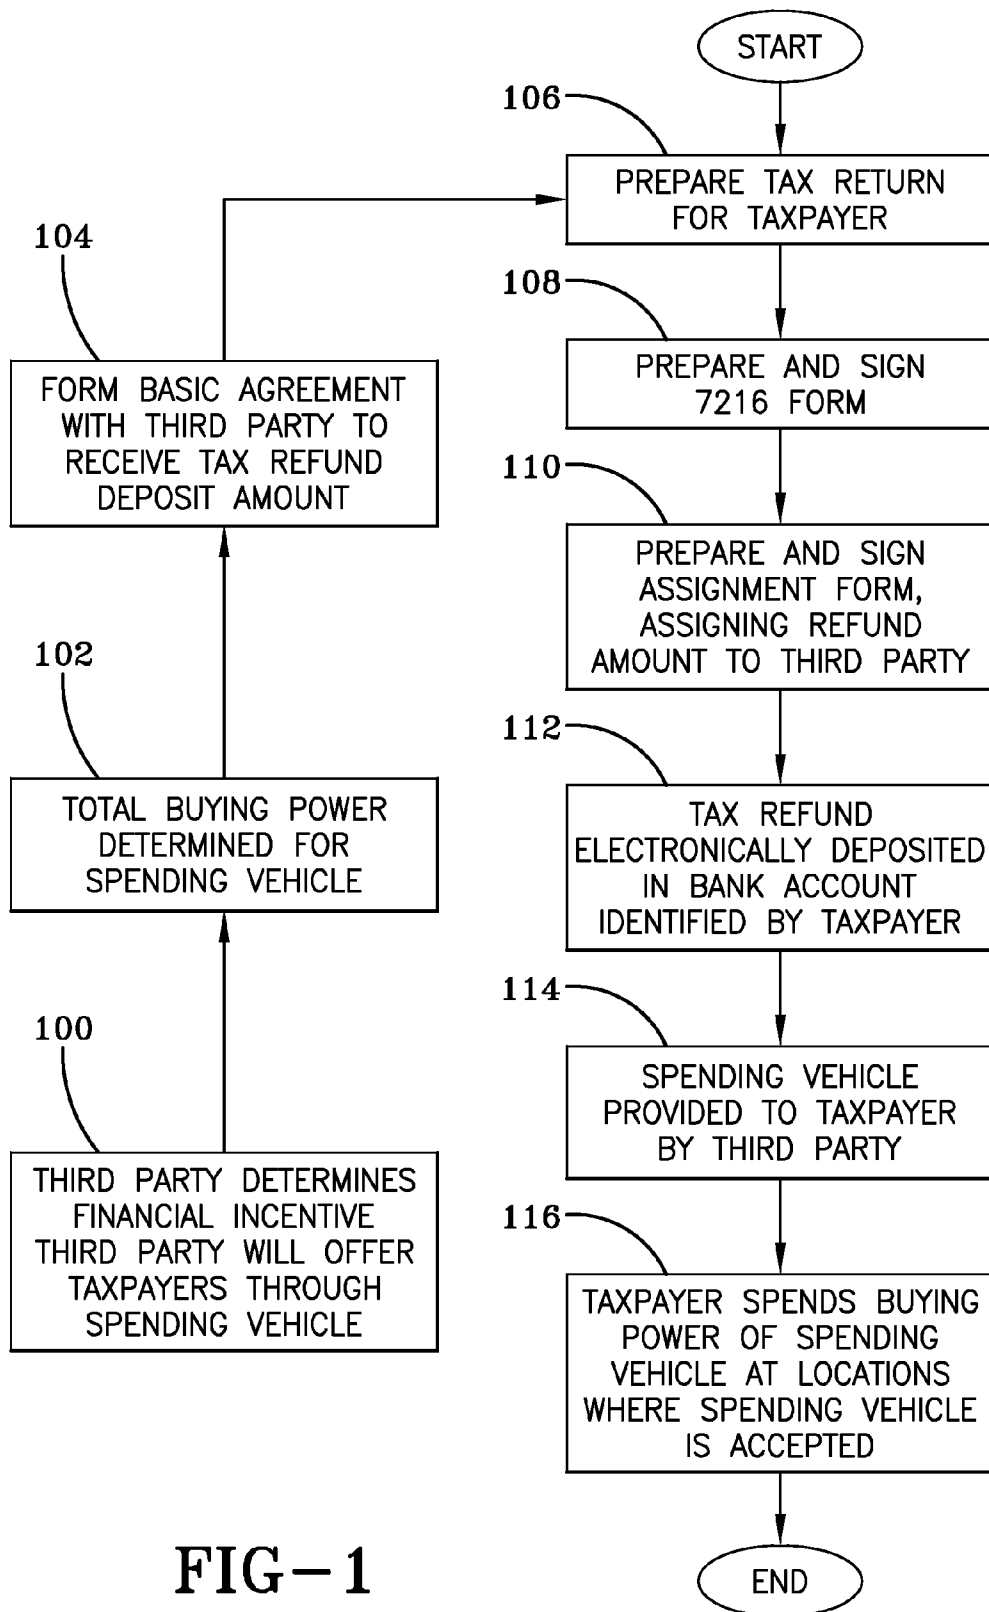 START
106
PREPARE TAX RETURN
FOR TAXPAYER
104
108
FORM BASIC AGREEMENT
WITH THIRD PARTY TO
RECEIVE TAX REFUND
DEPOSIT AMOUNT
PREPARE AND SIGN
7216 FORM
110
PREPARE AND SIGN
ASSIGNMENT FORM,
ASSIGNING REFUND
AMOUNT TO THIRD PARTY
102
112
TOTAL BUYING POWER
DETERMINED FOR
SPENDING VEHICLE
TAX REFUND
ELECTRONICALLY DEPOSITED
IN BANK ACCOUNT
IDENTIFIED BY TAXPAYER
114
100
SPENDING VEHICLE
PROVIDED TO TAXPAYER
BY THIRD PARTY
THIRD PARTY DETERMINES
FINANCIAL INCENTIVE
THIRD PARTY WILL OFFER
TAXPAYERS THROUGH
SPENDING VEHICLE
116
TAXPAYER SPENDS BUYING
POWER OF SPENDING
VEHICLE AT LOCATIONS
WHERE SPENDING VEHICLE
IS ACCEPTED
FIG-1
END